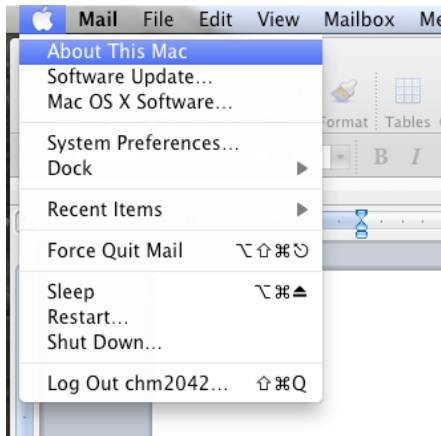 Mail File Edit View Mailbox Me
About This Mac
Software Update...
Mac OS X Software...
Format Tables
System Preferences...
Dock
B I
Recent Items
Force Quit Mail ⌥⇧⌘⎋
Sleep ⌥⌘⏏
Restart...
Shut Down...
Log Out chm2042... ⇧⌘Q